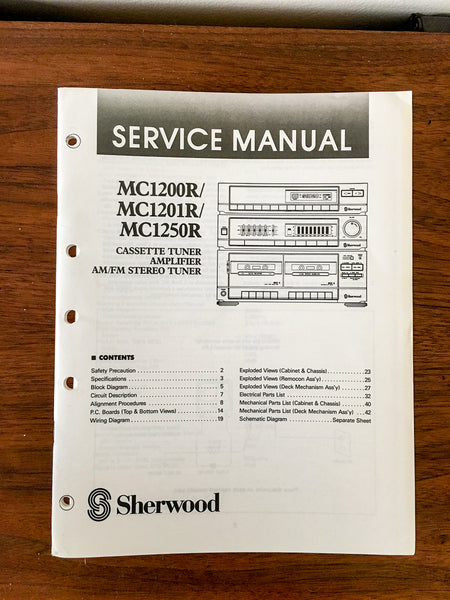 SERVICE MANUAL
MC1200R/
MC1201R/
MC1250R
CASSETTE TUNER
AMPLIFIER
AM/FM STEREO TUNER
Sherwood
Sherwood
Sherwood
■ CONTENTS
Safety Precaution 2
Specifications 3
Block Diagram 5
Circuit Description 7
Alignment Procedures 8
P.C. Boards (Top & Bottom Views) 14
Wiring Diagram 19
Exploded Views (Cabinet & Chassis) 23
Exploded Views (Remocon Ass'y) 25
Exploded Views (Deck Mechanism Ass'y) 27
Electrical Parts List 32
Mechanical Parts List (Cabinet & Chassis) 40
Mechanical Parts List (Deck Mechanism Ass'y) 42
Schematic Diagram Separate Sheet
Sherwood